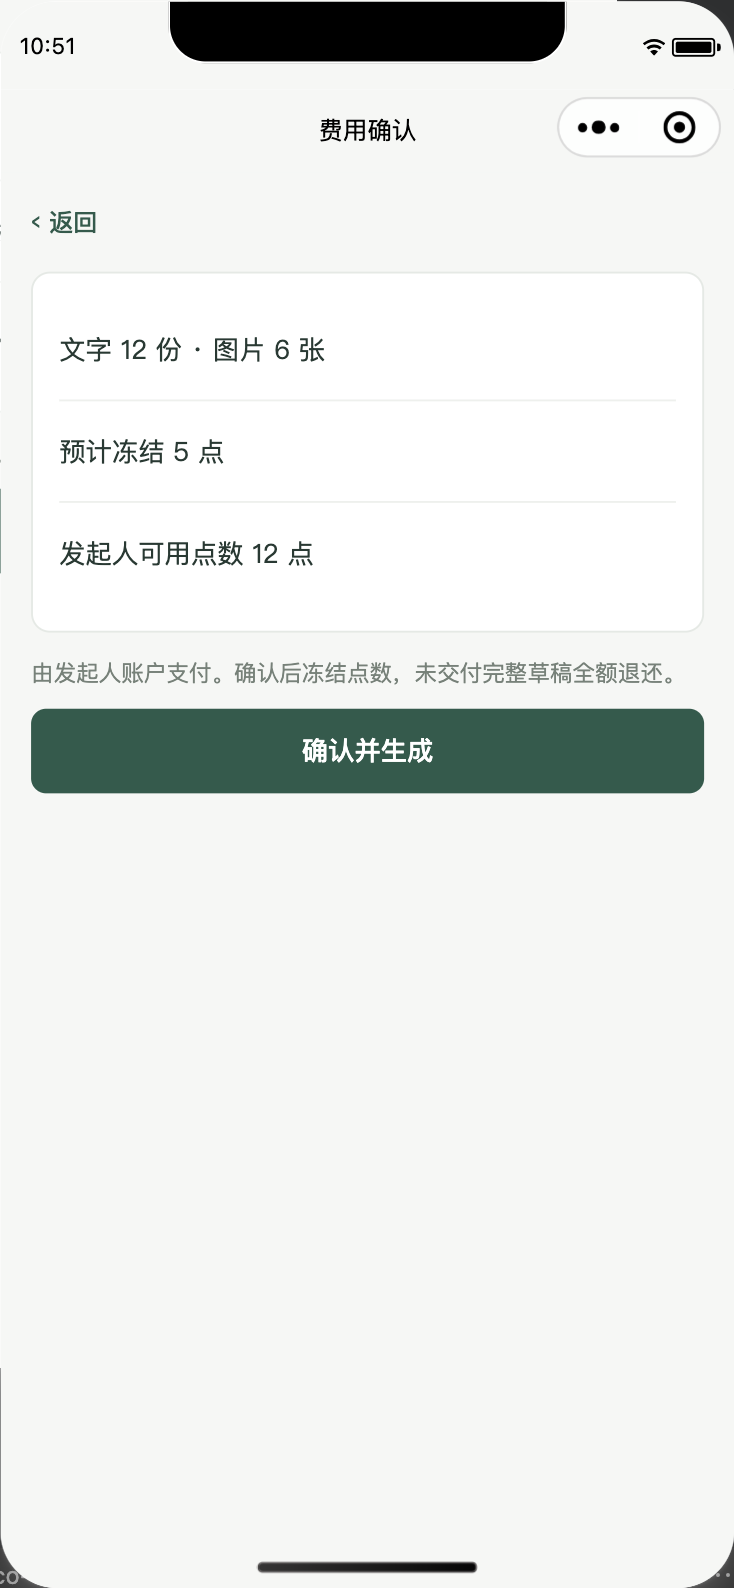 10:51
费用确认
‹ 返回
文字 12 份 · 图片 6 张
预计冻结 5 点
发起人可用点数 12 点
由发起人账户支付。确认后冻结点数，未交付完整草稿全额退还。
确认并生成
co